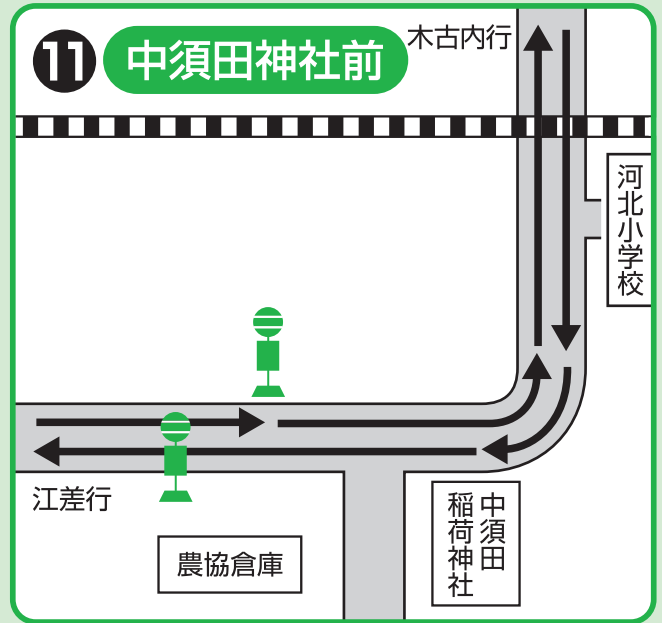 11 中須田神社前
木古内行
河北小学校
江差行
農協倉庫
中須田
稲荷神社